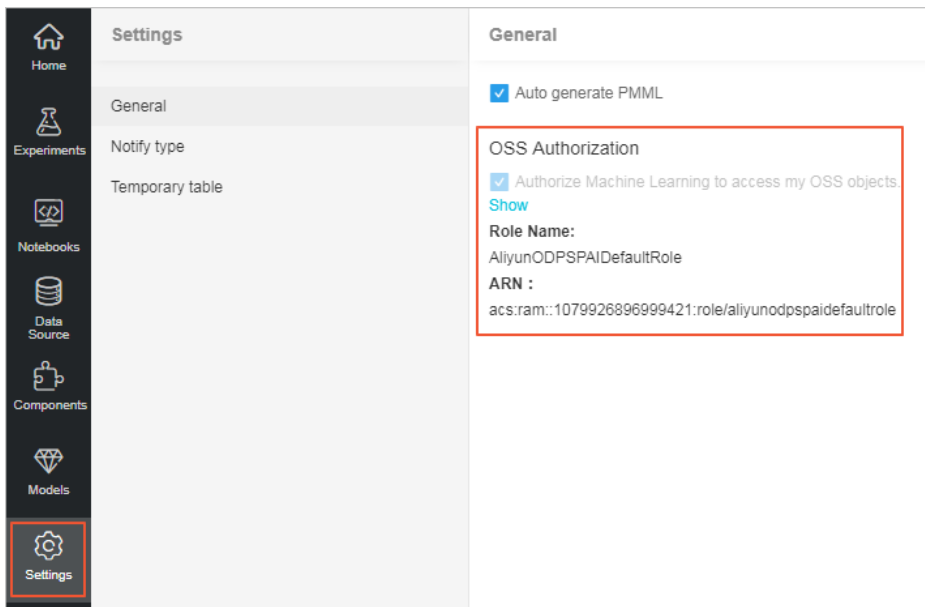 Home
Experiments
Notebooks
Data
Source
Components
Models
Settings
Settings
General
Notify type
Temporary table
General
Auto generate PMML
OSS Authorization
Authorize Machine Learning to access my OSS objects.
Show
Role Name:
AliyunODPSPAIDefaultRole
ARN :
acs:ram::1079926896999421:role/aliyunodpspaidefaultrole